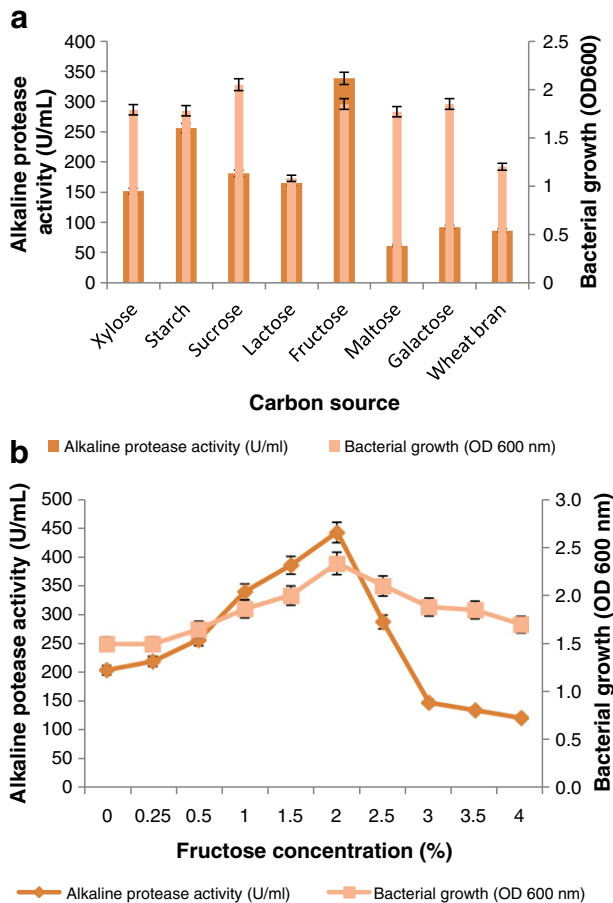 a
Alkaline protease
activity (U/mL)
400
350
300
250
200
150
100
50
0
2.5
2
1.5
1
0.5
0
Bacterial growth (OD600)
Xylose
Starch
Sucrose
Lactose
Fructose
Maltose
Galactose
Wheat bran
Carbon source
Alkaline protease activity (U/ml) Bacterial growth (OD 600 nm)
b
Alkaline potease activity (U/mL)
500
450
400
350
300
250
200
150
100
50
0
3.0
2.5
2.0
1.5
1.0
0.5
0.0
Bacterial growth (OD 600 nm)
0 0.25 0.5 1 1.5 2 2.5 3 3.5 4
Fructose concentration (%)
Alkaline protease activity (U/ml) Bacterial growth (OD 600 nm)